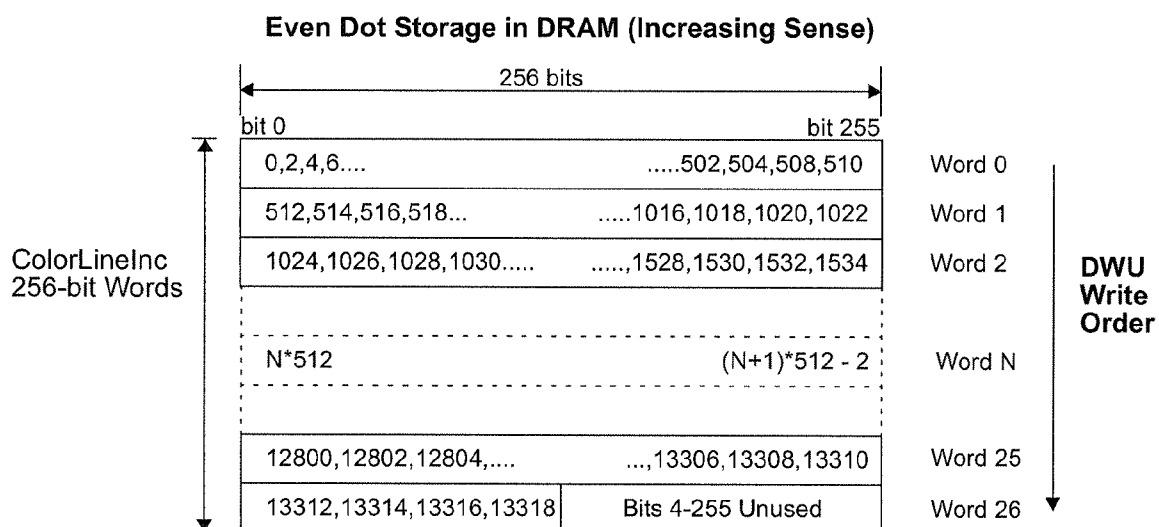 Even Dot Storage in DRAM (Increasing Sense)
256 bits
bit 0 bit 255
0,2,4,6.... .....502,504,508,510 Word 0
512,514,516,518... .....1016,1018,1020,1022 Word 1
ColorLineInc
256-bit Words
1024,1026,1028,1030..... .....,1528,1530,1532,1534 Word 2
DWU
Write
Order
N*512 (N+1)*512 - 2 Word N
12800,12802,12804,.... ...,13306,13308,13310 Word 25
13312,13314,13316,13318 Bits 4-255 Unused Word 26